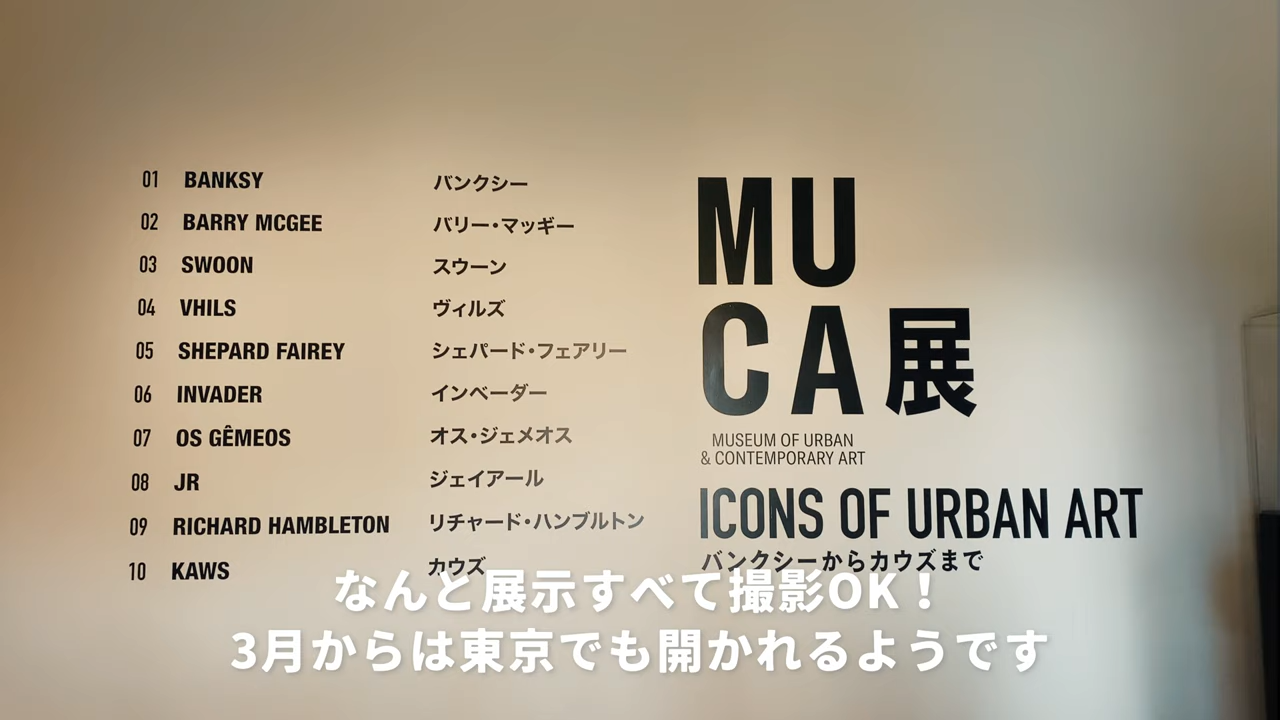 01 BANKSY バンクシー
02 BARRY MCGEE バリー・マッギー
03 SWOON スウーン
04 VHILS ヴィルズ
05 SHEPARD FAIREY シェパード・フェアリー
06 INVADER インベーダー
07 OS GÊMEOS オス・ジェメオス
08 JR ジェイアール
09 RICHARD HAMBLETON リチャード・ハンブルトン
10 KAWS カウズ
MU
CA展
MUSEUM OF URBAN
& CONTEMPORARY ART
ICONS OF URBAN ART
バンクシーからカウズまで
なんと展示すべて撮影OK！
3月からは東京でも開かれるようです